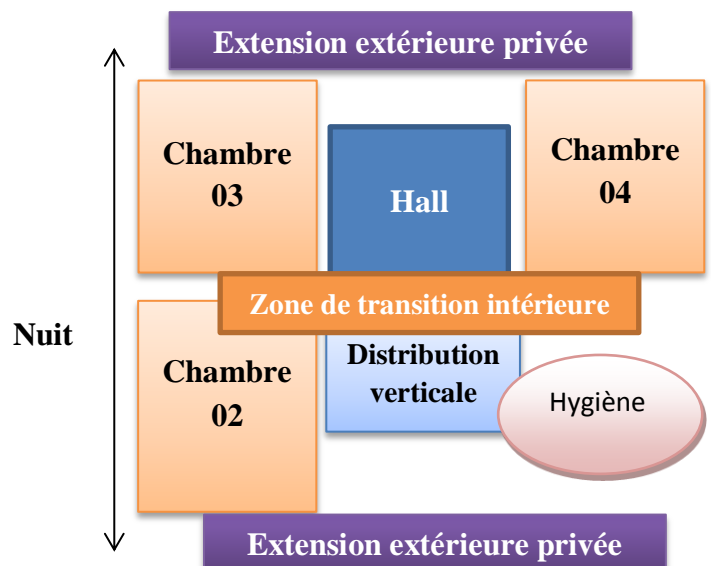 Extension extérieure privée
Chambre
03
Hall
Chambre
04
Zone de transition intérieure
Nuit
Chambre
02
Distribution
verticale
Hygiène
Extension extérieure privée